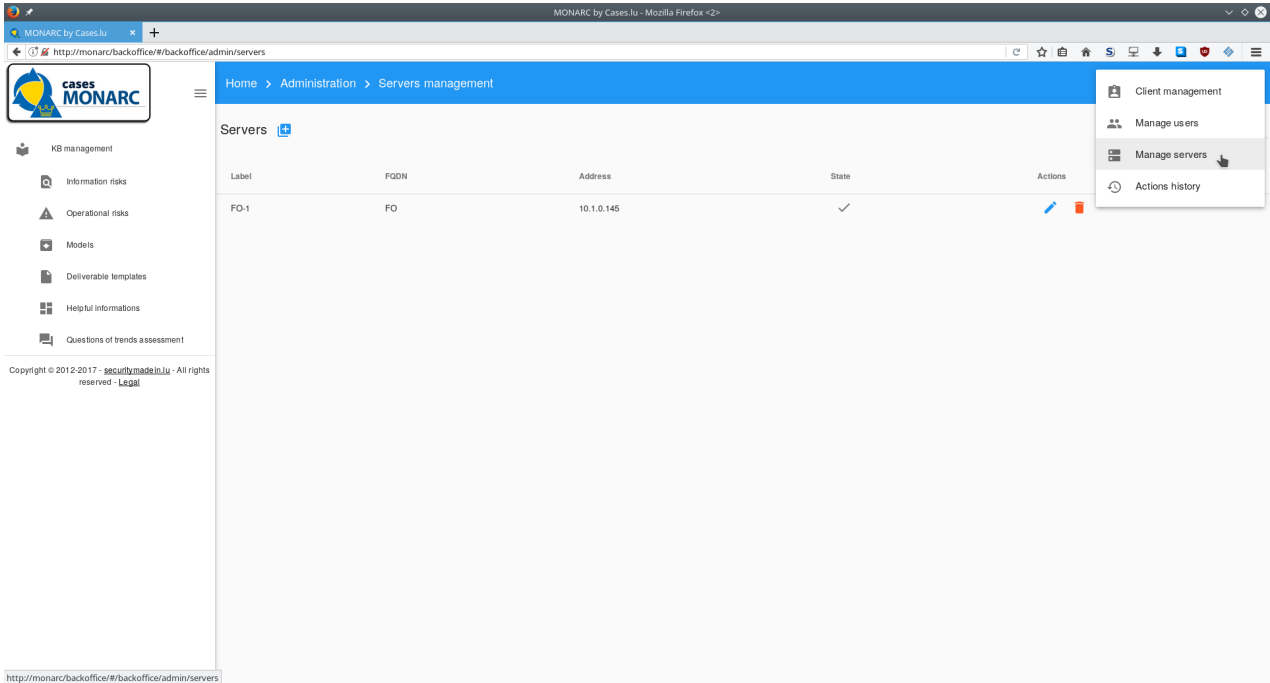 MONARC by Cases.lu - Mozilla Firefox <2>
MONARC by Cases.lu
http://monarc/backoffice/#/backoffice/admin/servers
cases
MONARC
Home > Administration > Servers management
Client management
Manage users
Manage servers
Actions history
Servers
Label FQDN Address State Actions
FO-1 FO 10.1.0.145
KB management
Information risks
Operational risks
Models
Deliverable templates
Helpful informations
Questions of trends assessment
Copyright © 2012-2017 - securitymadein.lu - All rights
reserved - Legal
http://monarc/backoffice/#/backoffice/admin/servers